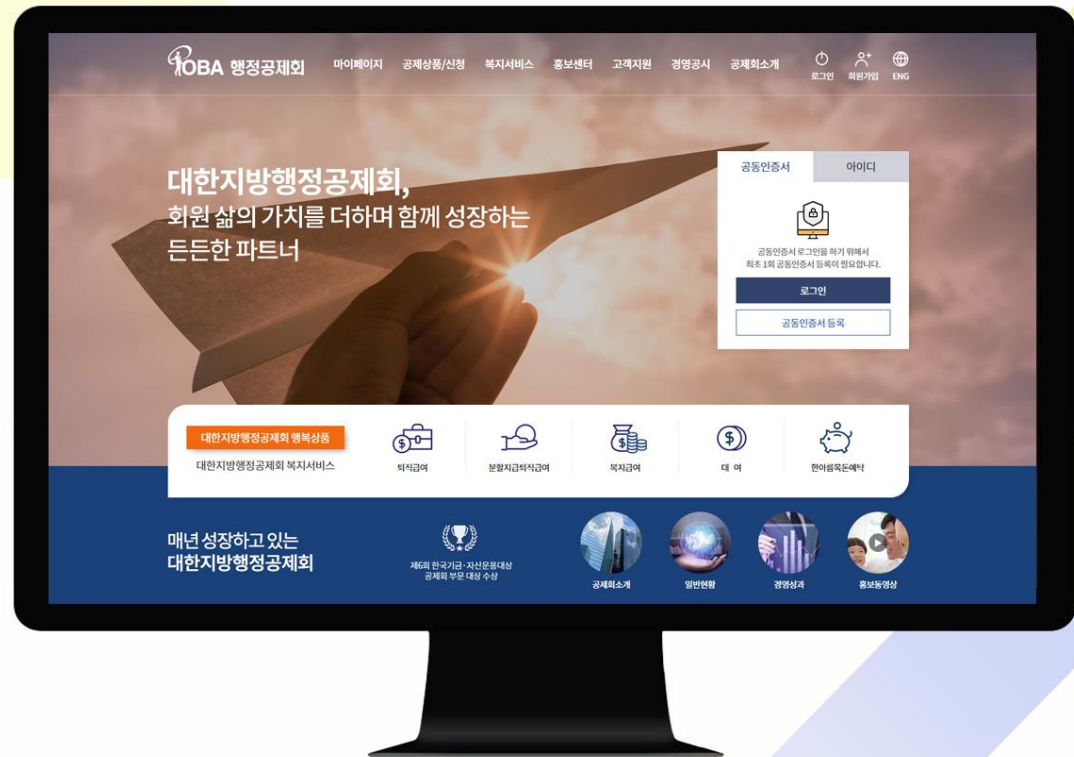 POBA 행정공제회
마이페이지 공제상품/신청 복지서비스 홍보센터 고객지원 경영공시 공제회소개
로그인 회원가입 ENG
대한지방행정공제회,
회원 삶의 가치를 더하며 함께 성장하는
든든한 파트너
공동인증서 아이디
공동인증서 로그인을 하기 위해서
최초 1회 공동인증서 등록이 필요합니다.
로그인
공동인증서 등록
대한지방행정공제회 행복상품
대한지방행정공제회 복지서비스
퇴직급여 분할지급퇴직급여 복지급여 대 여 한아름목돈예탁
매년 성장하고 있는
대한지방행정공제회
제6회 한국기금·자산운용대상
공제회 부문 대상 수상
공제회소개 일반현황 경영성과 홍보동영상